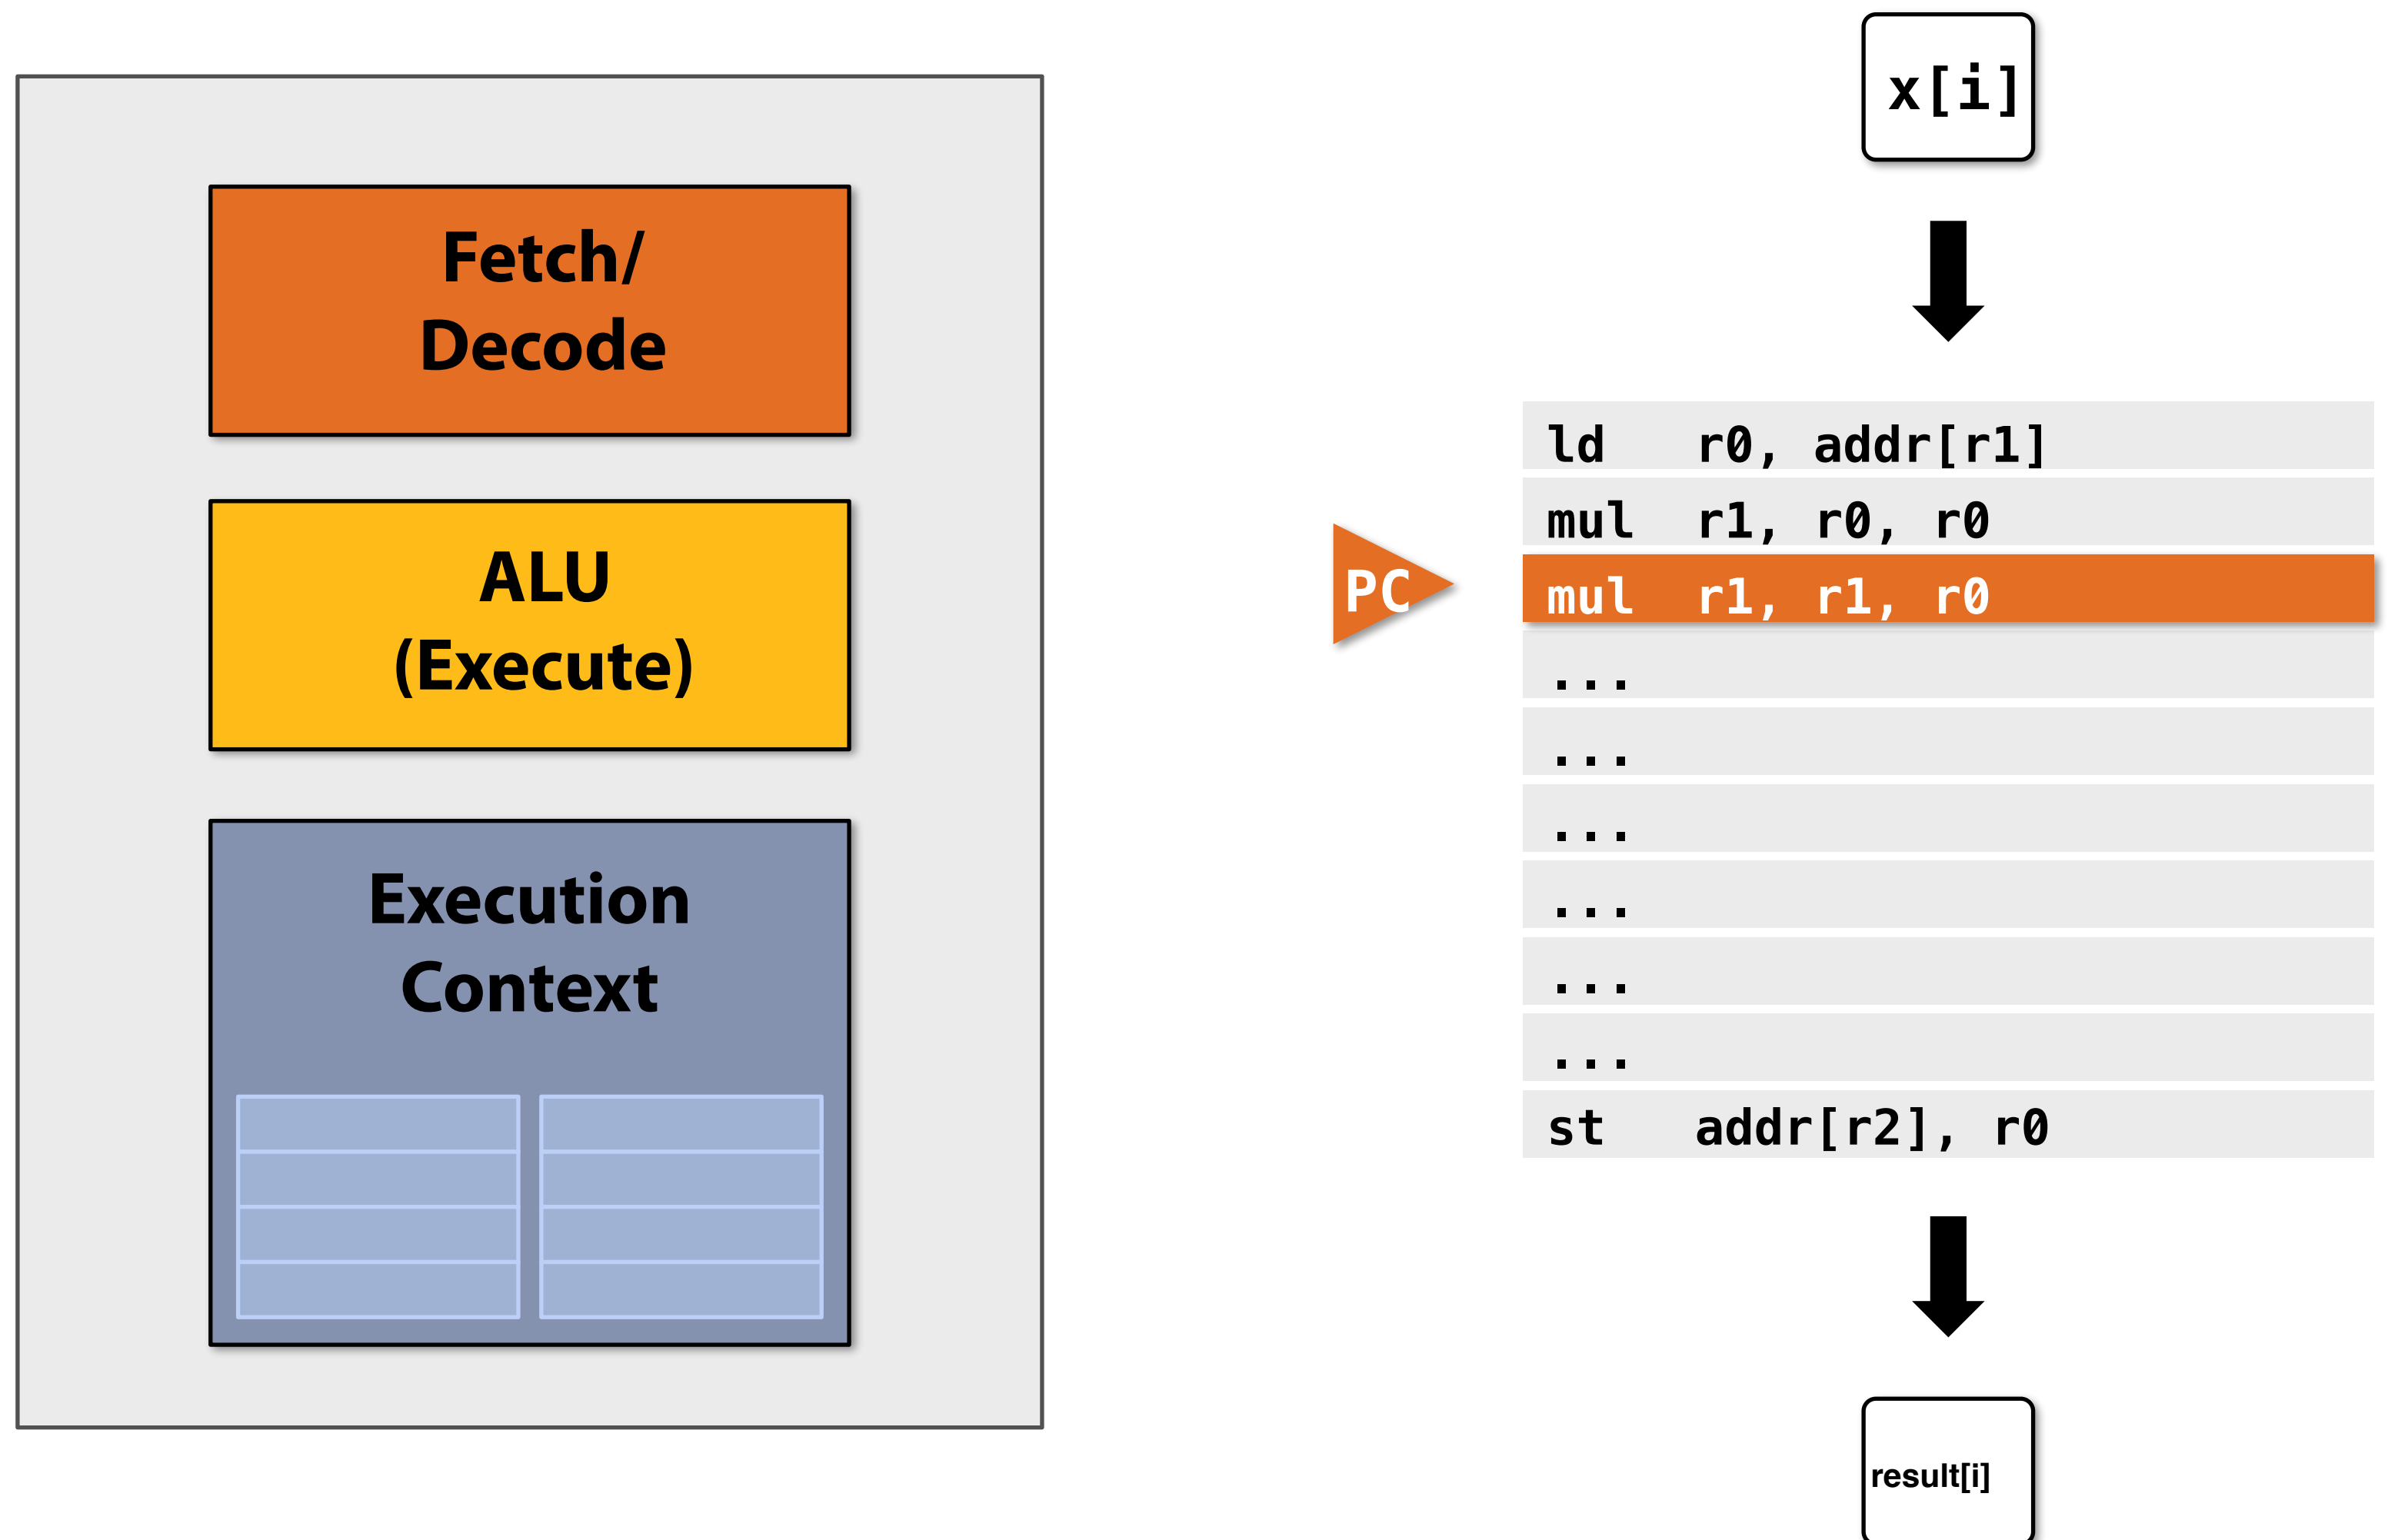 Fetch/
Decode
ALU
(Execute)
Execution
Context
x[i]
ld r0, addr[r1]
mul r1, r0, r0
PC
mul r1, r1, r0
...
...
...
...
...
...
st addr[r2], r0
result[i]